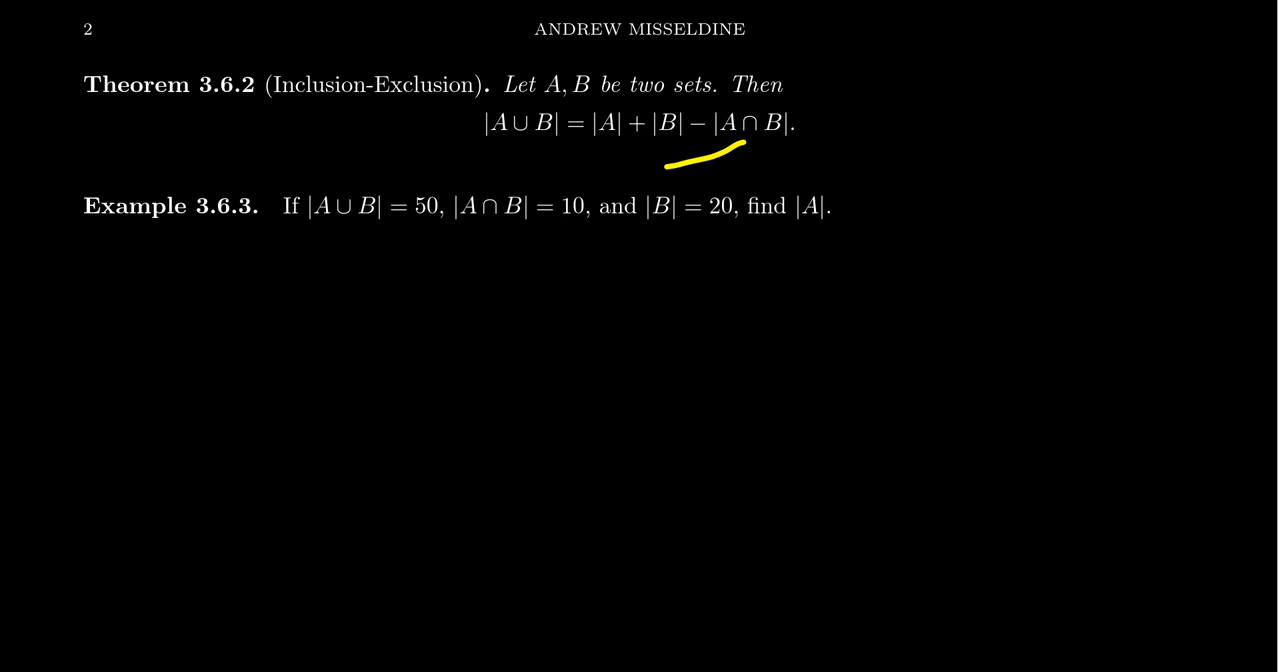 2
ANDREW MISSELDINE
Theorem 3.6.2 (Inclusion-Exclusion). Let A, B be two sets. Then
|A ∪ B| = |A| + |B| − |A ∩ B|.
Example 3.6.3. If |A ∪ B| = 50, |A ∩ B| = 10, and |B| = 20, find |A|.